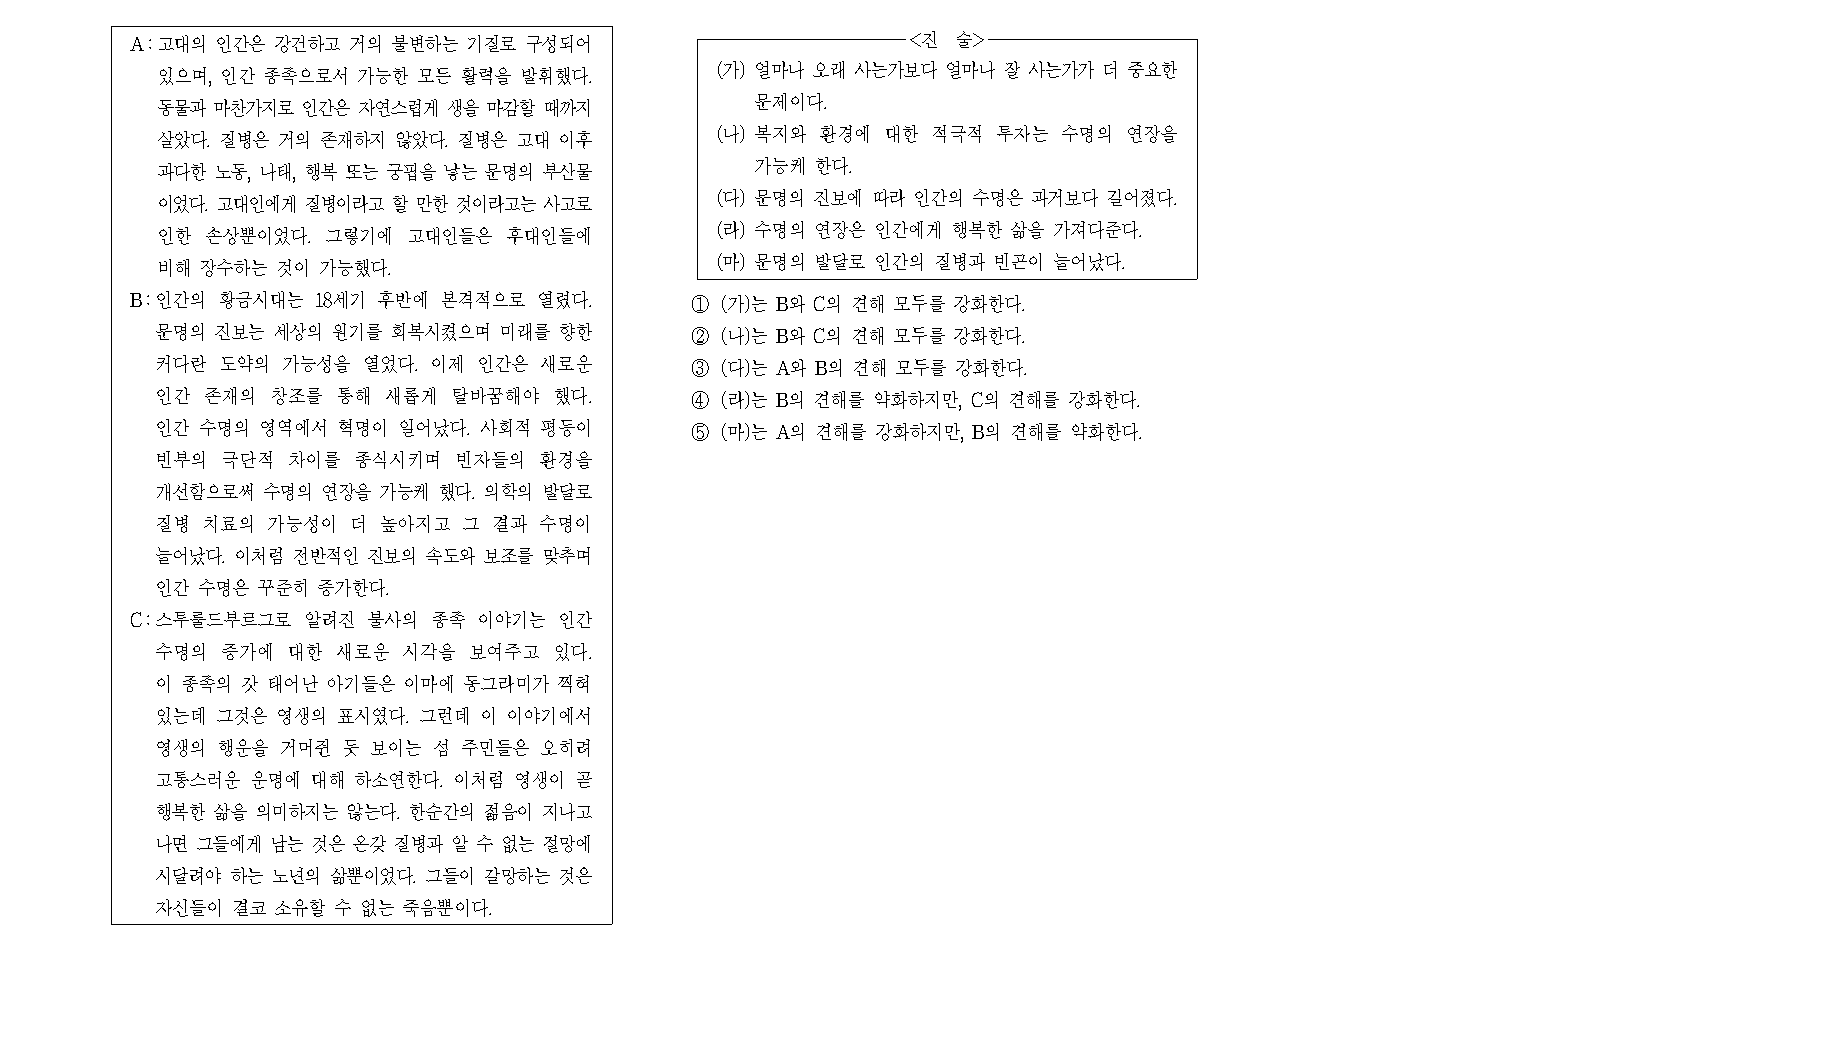 A : 고대의 인간은 강건하고 거의 불변하는 기질로 구성되어
있으며, 인간 종족으로서 가능한 모든 활력을 발휘했다.
동물과 마찬가지로 인간은 자연스럽게 생을 마감할 때까지
살았다. 질병은 거의 존재하지 않았다. 질병은 고대 이후
과다한 노동, 나태, 행복 또는 궁핍을 낳는 문명의 부산물
이었다. 고대인에게 질병이라고 할 만한 것이라고는 사고로
인한 손상뿐이었다. 그렇기에 고대인들은 후대인들에
비해 장수하는 것이 가능했다.
B : 인간의 황금시대는 18세기 후반에 본격적으로 열렸다.
문명의 진보는 세상의 원기를 회복시켰으며 미래를 향한
커다란 도약의 가능성을 열었다. 이제 인간은 새로운
인간 존재의 창조를 통해 새롭게 탈바꿈해야 했다.
인간 수명의 영역에서 혁명이 일어났다. 사회적 평등이
빈부의 극단적 차이를 종식시키며 빈자들의 환경을
개선함으로써 수명의 연장을 가능케 했다. 의학의 발달로
질병 치료의 가능성이 더 높아지고 그 결과 수명이
늘어났다. 이처럼 전반적인 진보의 속도와 보조를 맞추며
인간 수명은 꾸준히 증가한다.
C : 스투룰드부르그로 알려진 불사의 종족 이야기는 인간
수명의 증가에 대한 새로운 시각을 보여주고 있다.
이 종족의 갓 태어난 아기들은 이마에 동그라미가 찍혀
있는데 그것은 영생의 표시였다. 그런데 이 이야기에서
영생의 행운을 거머쥔 듯 보이는 섬 주민들은 오히려
고통스러운 운명에 대해 하소연한다. 이처럼 영생이 곧
행복한 삶을 의미하지는 않는다. 한순간의 젊음이 지나고
나면 그들에게 남는 것은 온갖 질병과 알 수 없는 절망에
시달려야 하는 노년의 삶뿐이었다. 그들이 갈망하는 것은
자신들이 결코 소유할 수 없는 죽음뿐이다.
<진 술>
(가) 얼마나 오래 사는가보다 얼마나 잘 사는가가 더 중요한
문제이다.
(나) 복지와 환경에 대한 적극적 투자는 수명의 연장을
가능케 한다.
(다) 문명의 진보에 따라 인간의 수명은 과거보다 길어졌다.
(라) 수명의 연장은 인간에게 행복한 삶을 가져다준다.
(마) 문명의 발달로 인간의 질병과 빈곤이 늘어났다.
① (가)는 B와 C의 견해 모두를 강화한다.
② (나)는 B와 C의 견해 모두를 강화한다.
③ (다)는 A와 B의 견해 모두를 강화한다.
④ (라)는 B의 견해를 약화하지만, C의 견해를 강화한다.
⑤ (마)는 A의 견해를 강화하지만, B의 견해를 약화한다.